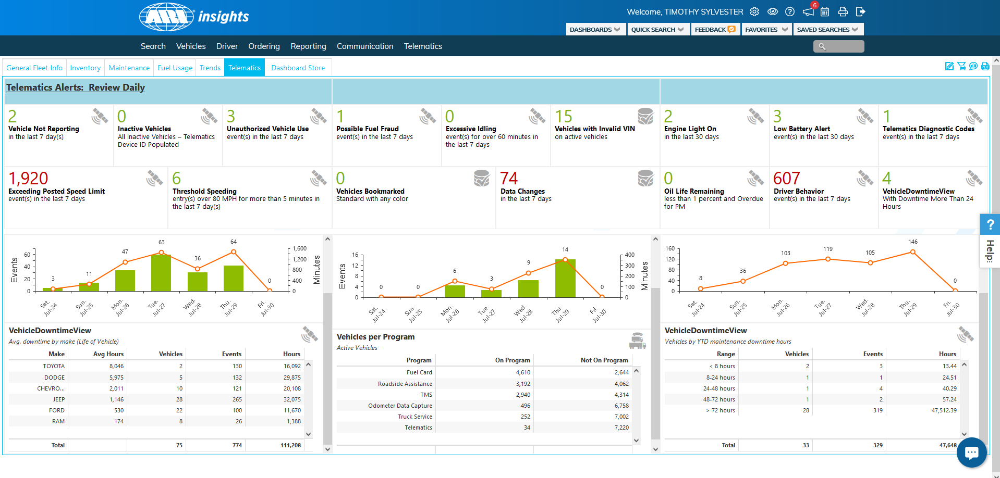 ARI® insights
Welcome, TIMOTHY SYLVESTER
6
DASHBOARDS
QUICK SEARCH
FEEDBACK
FAVORITES
SAVED SEARCHES
Search Vehicles Driver Ordering Reporting Communication Telematics
General Fleet Info Inventory Maintenance Fuel Usage Trends Telematics Dashboard Store
PDF
Telematics Alerts: Review Daily
2
Vehicle Not Reporting
in the last 7 day(s)
0
Inactive Vehicles
All Inactive Vehicles – Telematics
Device ID Populated
3
Unauthorized Vehicle Use
event(s) in the last 7 days
1
Possible Fuel Fraud
event(s) in the last 7 days
0
Excessive Idling
event(s) for over 60 minutes in
the last 7 days
15
Vehicles with Invalid VIN
on active vehicles
2
Engine Light On
in the last 30 days
3
Low Battery Alert
event(s) in the last 30 days
1
Telematics Diagnostic Codes
event(s) in the last 7 days
1,920
Exceeding Posted Speed Limit
event(s) in the last 7 days
6
Threshold Speeding
entry(s) over 80 MPH for more than 5 minutes in
the last 7 day(s)
0
Vehicles Bookmarked
Standard with any color
74
Data Changes
in the last 7 days
0
Oil Life Remaining
less than 1 percent and Overdue
for PM
607
Driver Behavior
event(s) in the last 7 days
4
VehicleDowntimeView
With Downtime More Than 24
Hours
?
Help:
Events
60
40
20
0
3 11 47 63 36 64 0
1,600
1,200
800
400
0
Minutes
Sat. Jul-24
Sun. Jul-25
Mon. Jul-26
Tue. Jul-27
Wed. Jul-28
Thu. Jul-29
Fri. Jul-30
Events
16
12
8
4
0
0 0 6 3 9 14 0
400
300
200
100
0
Minutes
Sat. Jul-24
Sun. Jul-25
Mon. Jul-26
Tue. Jul-27
Wed. Jul-28
Thu. Jul-29
Fri. Jul-30
160
120
80
40
0
8 36 103 119 105 146 0
Sat. Jul-24
Sun. Jul-25
Mon. Jul-26
Tue. Jul-27
Wed. Jul-28
Thu. Jul-29
Fri. Jul-30
VehicleDowntimeView
Avg. downtime by make (Life of Vehicle)
Make Avg Hours Vehicles Events Hours
TOYOTA 8,046 2 130 16,092
DODGE 5,975 5 132 29,875
CHEVRO... 2,011 10 121 20,108
JEEP 1,146 28 265 32,075
FORD 530 22 100 11,670
RAM 174 8 26 1,388
Total 75 774 111,208
Vehicles per Program
Active Vehicles
Program On Program Not On Program
Fuel Card 4,610 2,644
Roadside Assistance 3,192 4,062
TMS 2,940 4,314
Odometer Data Capture 496 6,758
Truck Service 252 7,002
Telematics 34 7,220
VehicleDowntimeView
Vehicles by YTD maintenance downtime hours
Range Vehicles Events Hours
< 8 hours 2 3 13.44
8-24 hours 1 1 24.51
24-48 hours 1 4 40.29
48-72 hours 1 2 57.24
> 72 hours 28 319 47,512.39
Total 33 329 47,648